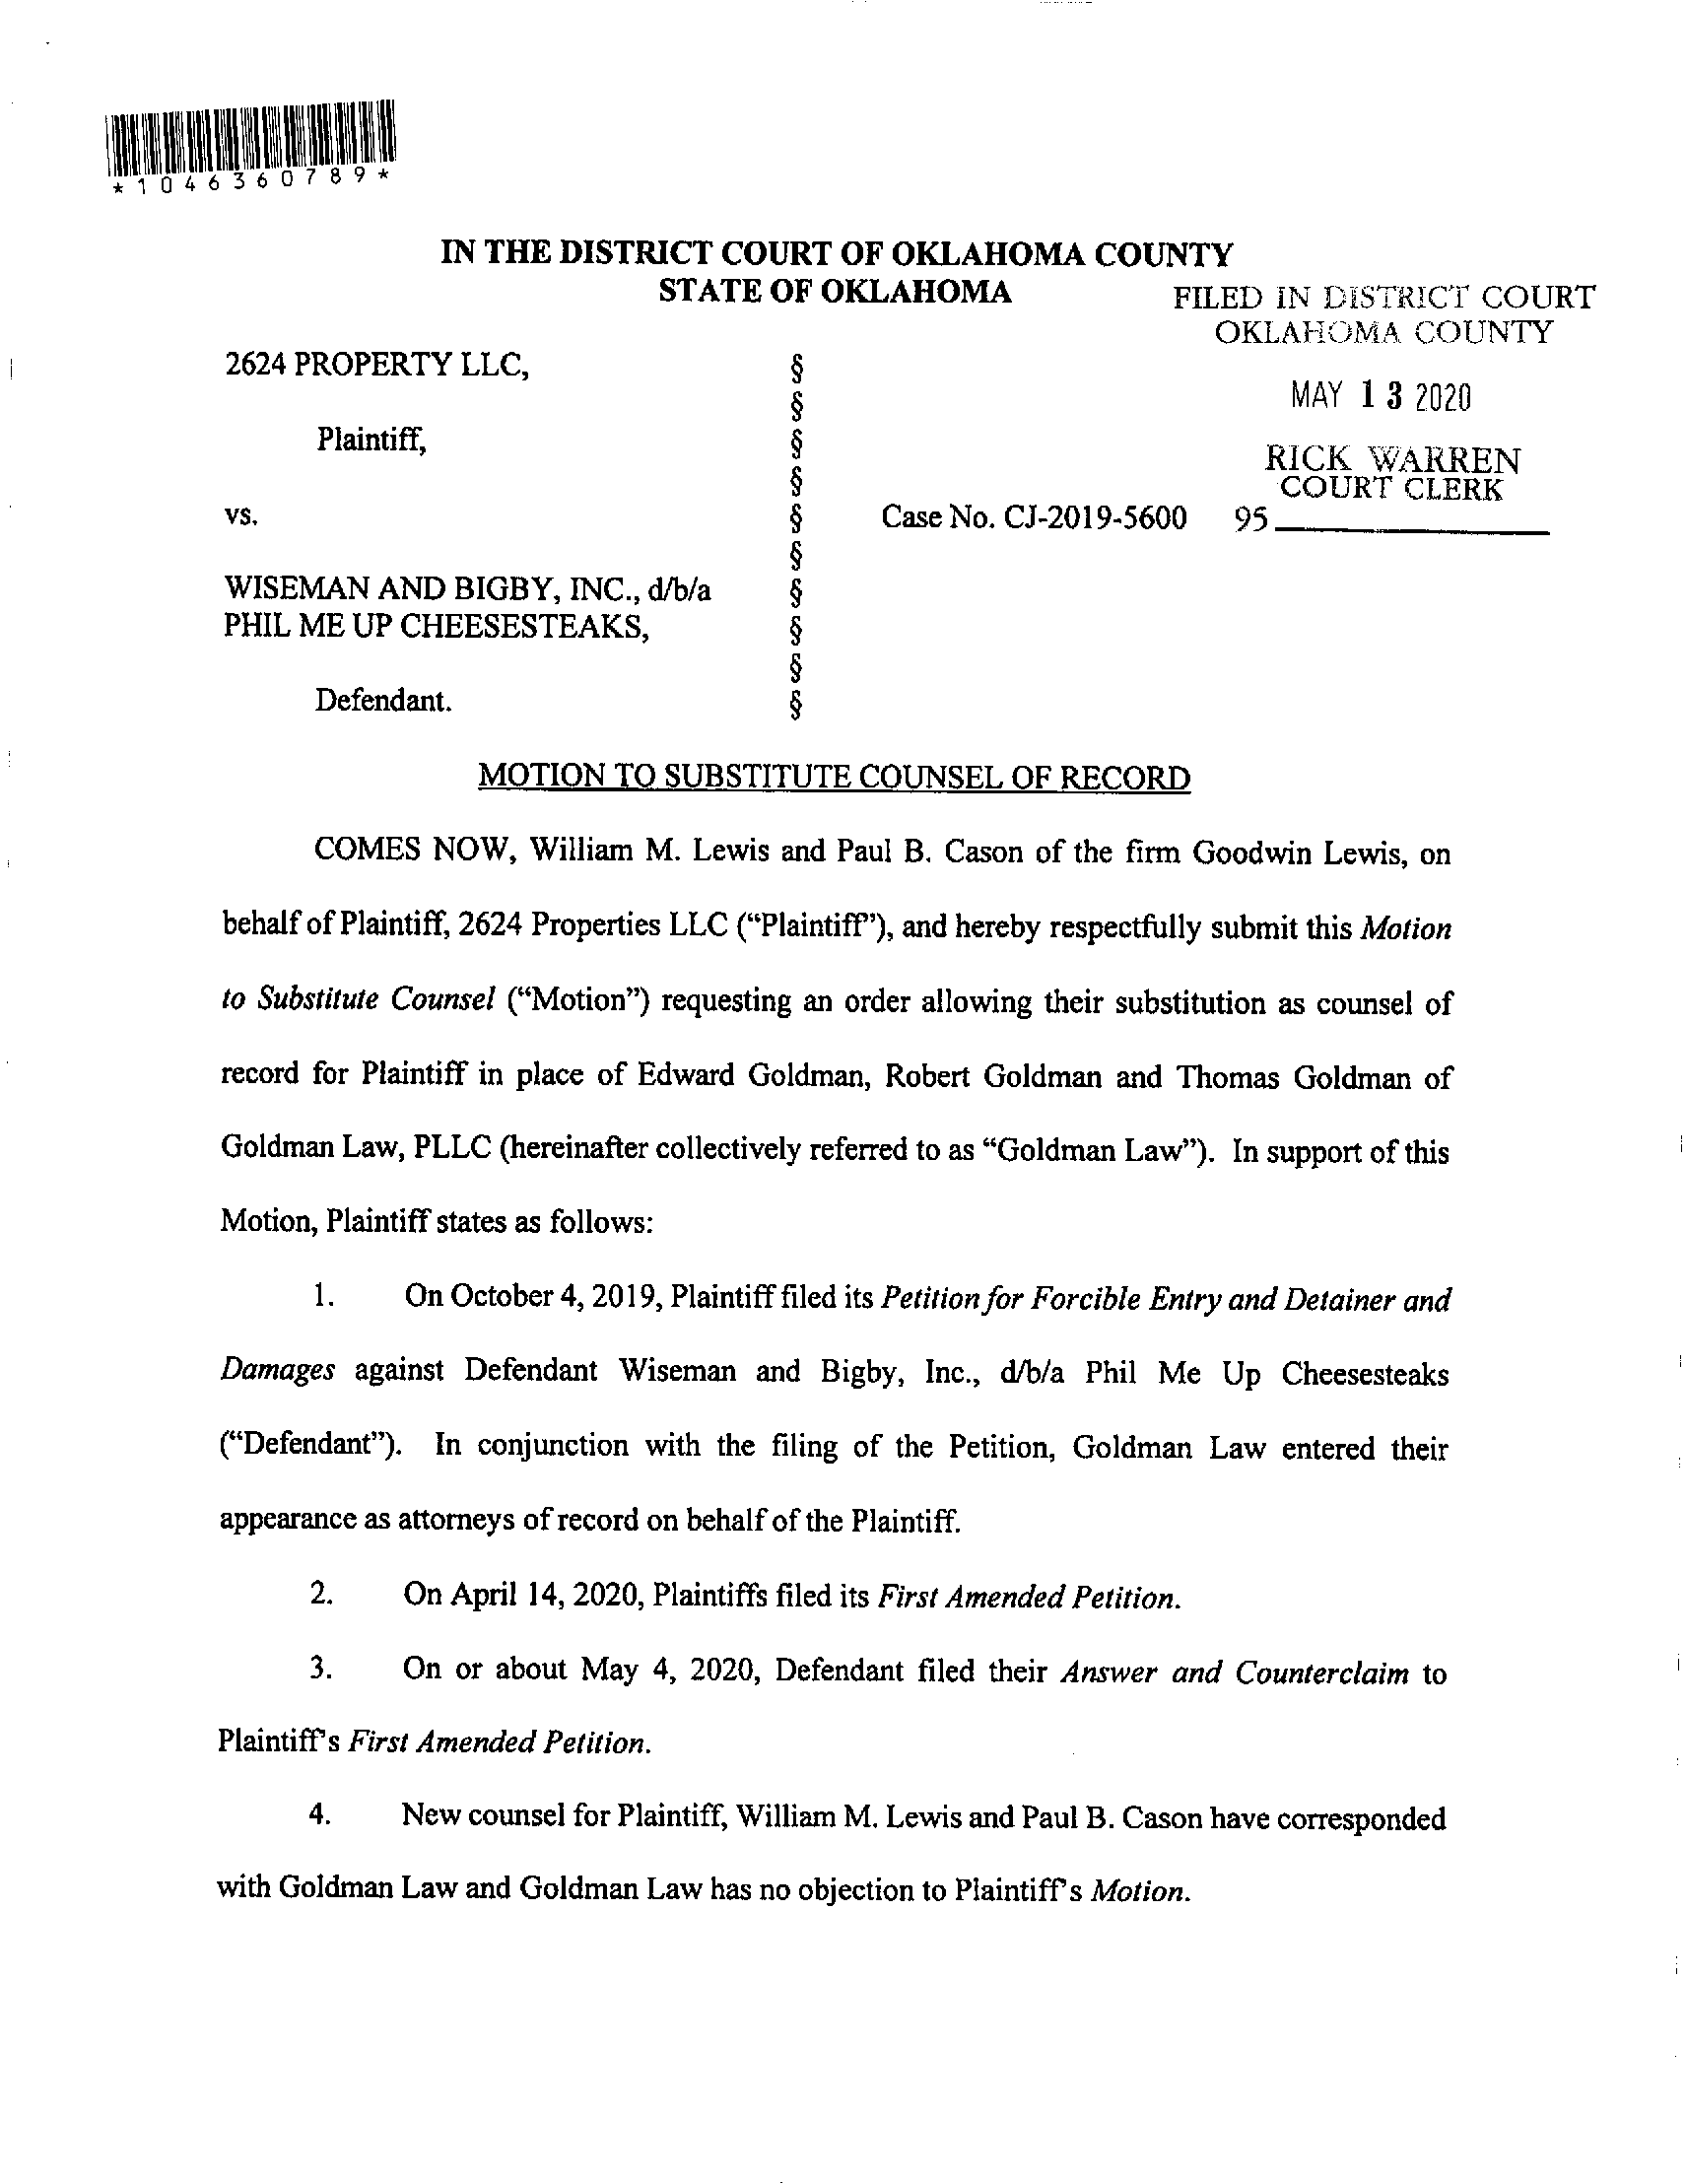 *1046360789*
IN THE DISTRICT COURT OF OKLAHOMA COUNTY
STATE OF OKLAHOMA
FILED IN DISTRICT COURT
OKLAHOMA COUNTY
2624 PROPERTY LLC, §
§
MAY 13 2020
Plaintiff, §
RICK WARREN
§
COURT CLERK
vs. § Case No. CJ-2019-5600 95
§
WISEMAN AND BIGBY, INC., d/b/a §
PHIL ME UP CHEESESTEAKS, §
§
Defendant. §
MOTION TO SUBSTITUTE COUNSEL OF RECORD
COMES NOW, William M. Lewis and Paul B. Cason of the firm Goodwin Lewis, on
behalf of Plaintiff, 2624 Properties LLC (“Plaintiff”), and hereby respectfully submit this Motion
to Substitute Counsel (“Motion”) requesting an order allowing their substitution as counsel of
record for Plaintiff in place of Edward Goldman, Robert Goldman and Thomas Goldman of
Goldman Law, PLLC (hereinafter collectively referred to as “Goldman Law”). In support of this
Motion, Plaintiff states as follows:
1. On October 4, 2019, Plaintiff filed its Petition for Forcible Entry and Detainer and
Damages against Defendant Wiseman and Bigby, Inc., d/b/a Phil Me Up Cheesesteaks
(“Defendant”). In conjunction with the filing of the Petition, Goldman Law entered their
appearance as attorneys of record on behalf of the Plaintiff.
2. On April 14, 2020, Plaintiffs filed its First Amended Petition.
3. On or about May 4, 2020, Defendant filed their Answer and Counterclaim to
Plaintiff's First Amended Petition.
4. New counsel for Plaintiff, William M. Lewis and Paul B. Cason have corresponded
with Goldman Law and Goldman Law has no objection to Plaintiff's Motion.